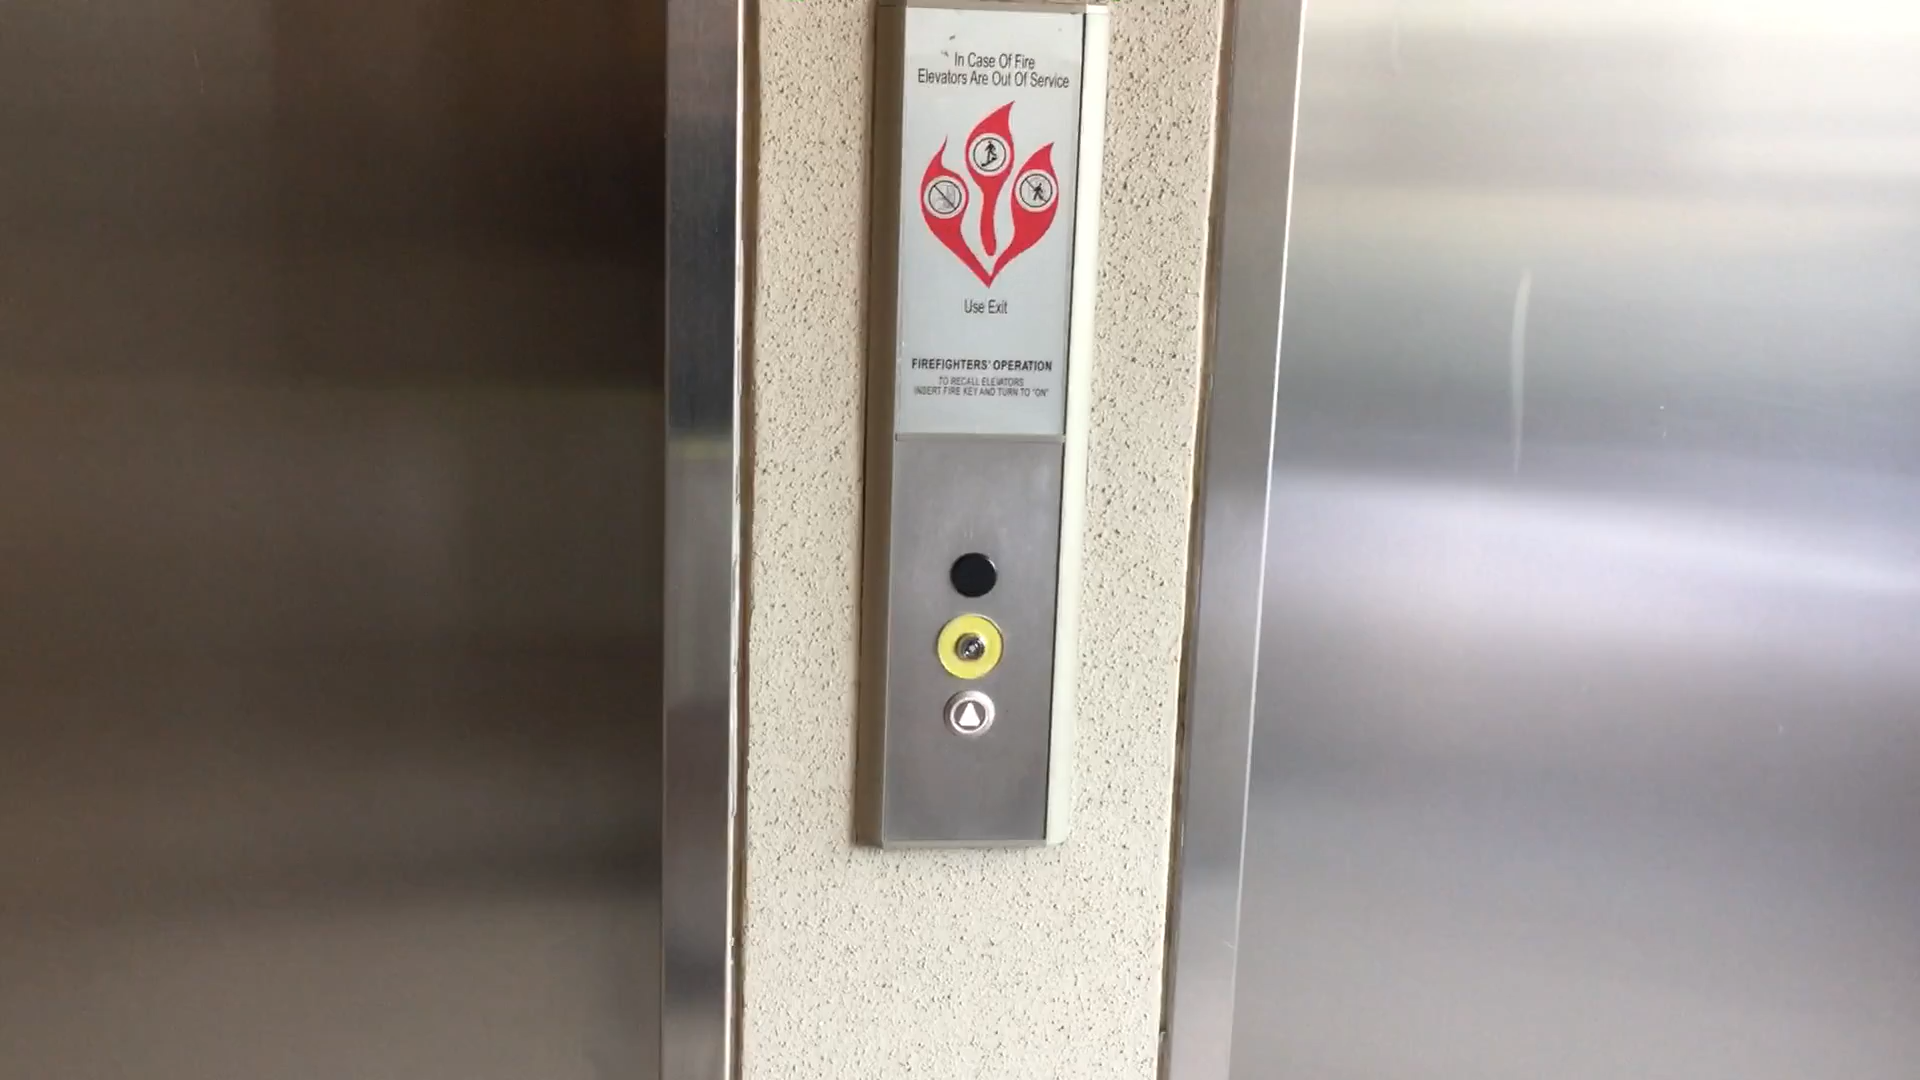 In Case Of Fire
Elevators Are Out Of Service
Use Exit
FIREFIGHTERS' OPERATION
TO RECALL ELEVATORS
INSERT FIRE KEY AND TURN TO "ON"